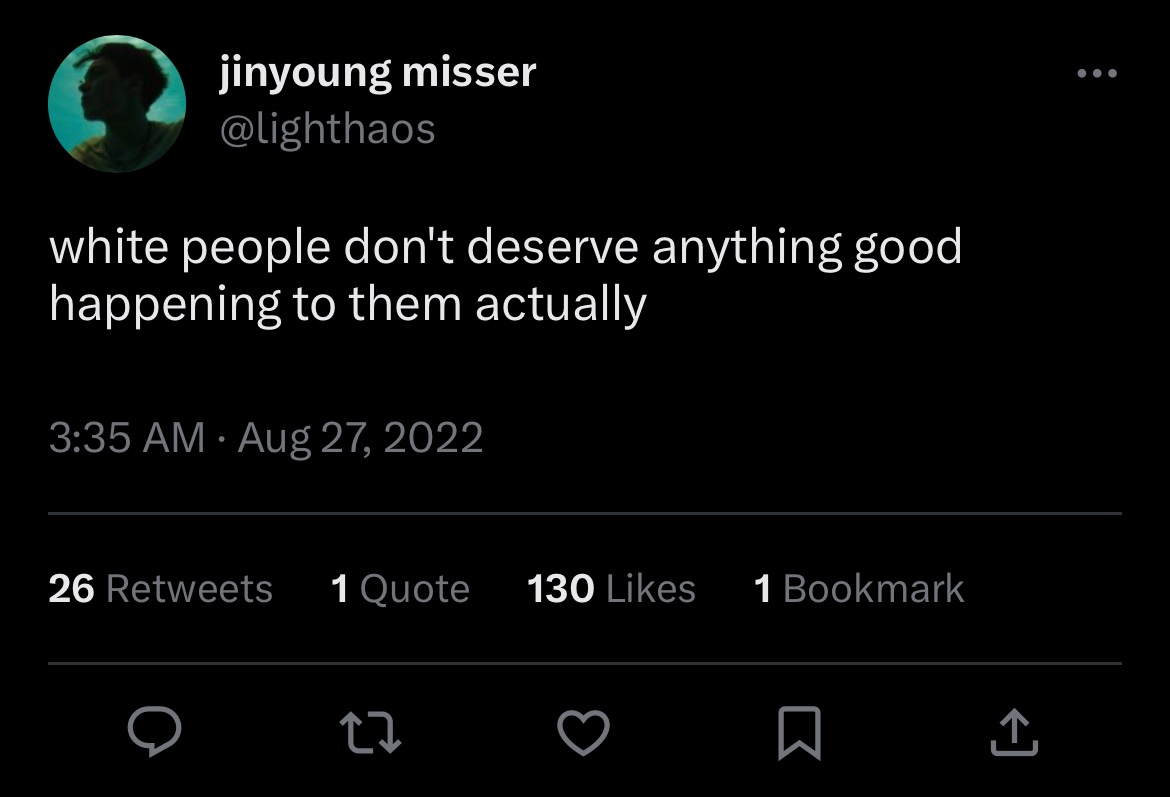 jinyoung misser
@lighthaos
white people don't deserve anything good
happening to them actually
3:35 AM · Aug 27, 2022
26 Retweets 1 Quote 130 Likes 1 Bookmark